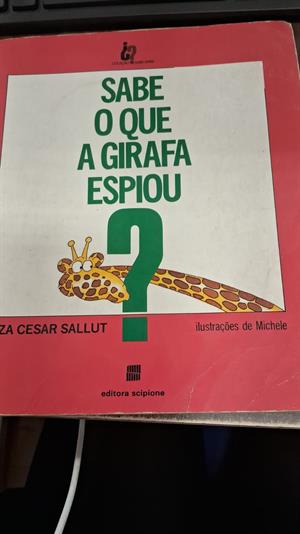 SABE
O QUE
A GIRAFA
ESPIOU
?
ZA CESAR SALLUT
ilustrações de Michele
editora scipione